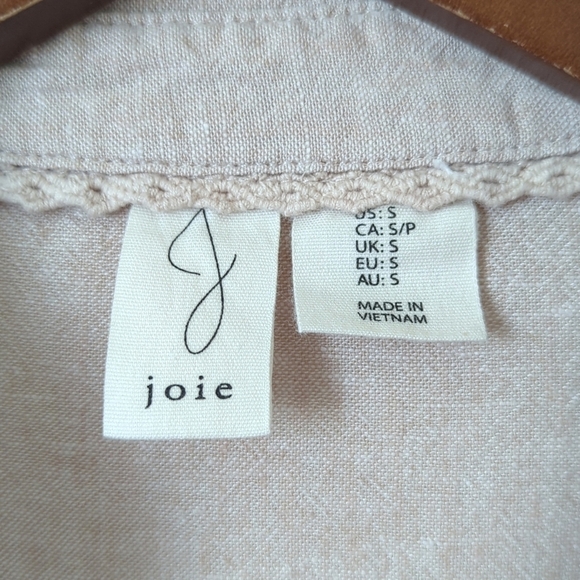 J
joie
US: S
CA: S/P
UK: S
EU: S
AU: S
MADE IN
VIETNAM